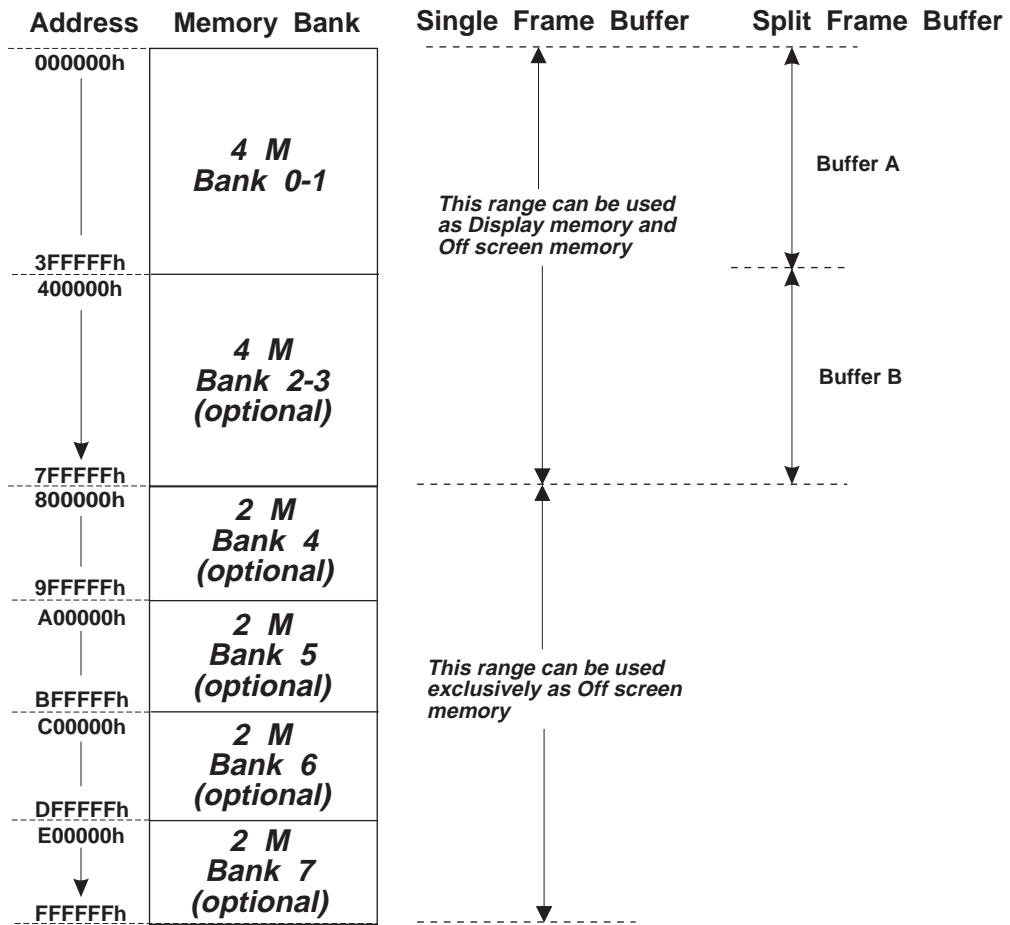 Address Memory Bank Single Frame Buffer Split Frame Buffer
000000h
4 M
Bank 0-1
Buffer A
This range can be used
as Display memory and
Off screen memory
3FFFFFh
400000h
4 M
Bank 2-3
(optional)
Buffer B
7FFFFFh
800000h
2 M
Bank 4
(optional)
9FFFFFh
A00000h
2 M
Bank 5
(optional)
This range can be used
exclusively as Off screen
memory
BFFFFFh
C00000h
2 M
Bank 6
(optional)
DFFFFFh
E00000h
2 M
Bank 7
(optional)
FFFFFFh